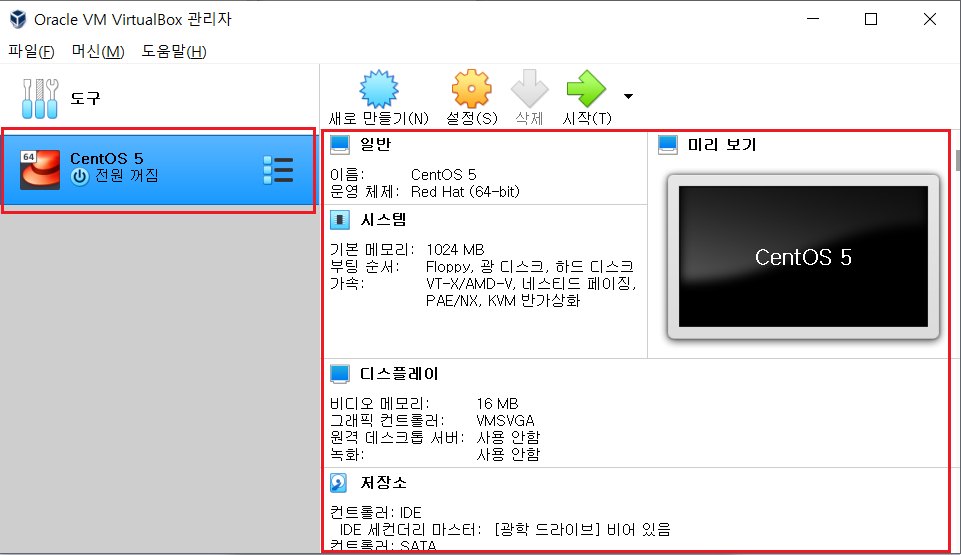 Oracle VM VirtualBox 관리자
파일(F) 머신(M) 도움말(H)
도구
새로 만들기(N) 설정(S) 삭제 시작(T)
64
CentOS 5
전원 꺼짐
일반
이름: CentOS 5
운영 체제: Red Hat (64-bit)
시스템
기본 메모리: 1024 MB
부팅 순서: Floppy, 광 디스크, 하드 디스크
가속: VT-X/AMD-V, 네스티드 페이징,
PAE/NX, KVM 반가상화
미리 보기
CentOS 5
디스플레이
비디오 메모리: 16 MB
그래픽 컨트롤러: VMSVGA
원격 데스크톱 서버: 사용 안함
녹화: 사용 안함
저장소
컨트롤러: IDE
IDE 세컨더리 마스터: [광학 드라이브] 비어 있음
컨트롤러: SATA